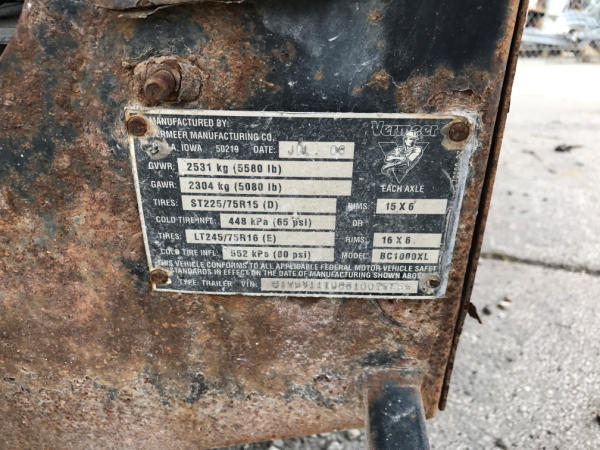 MANUFACTURED BY:
VERMEER MANUFACTURING CO.
A, IOWA 50219 DATE:
Vermeer
GVWR: 2531 kg (5580 lb)
GAWR: 2304 kg (5080 lb) EACH AXLE
TIRES: ST225/75R15 (D) RIMS: 15 X 6
COLD TIRE INFL: 448 kPa (65 psi) OR
TIRES: LT245/75R16 (E) RIMS: 16 X 6
COLD TIRE INFL: 552 kPa (80 psi) MODEL: BC1000XL
THIS VEHICLE CONFORMS TO ALL APPLICABLE FEDERAL MOTOR VEHICLE SAFETY
STANDARDS IN EFFECT ON THE DATE OF MANUFACTURING SHOWN ABOVE
TYPE: TRAILER VIN: